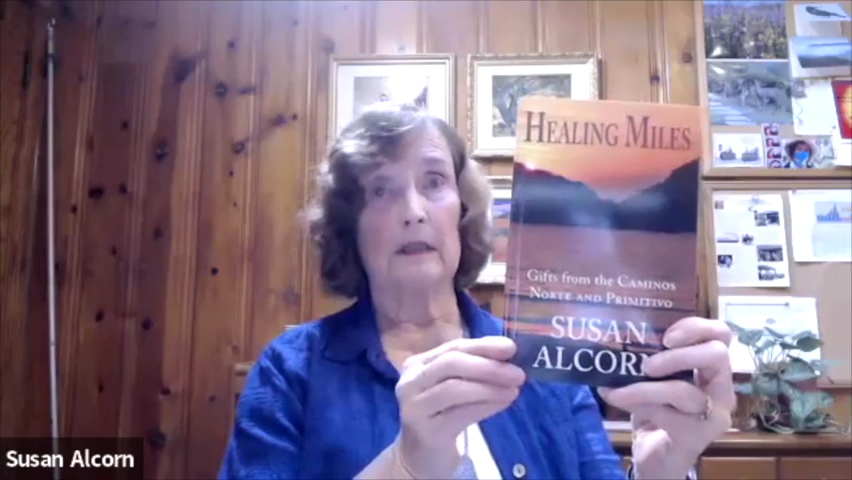 HEALING MILES
Gifts from the CAMINOS
NORTE AND PRIMITIVO
SUSAN
ALCORN
Susan Alcorn